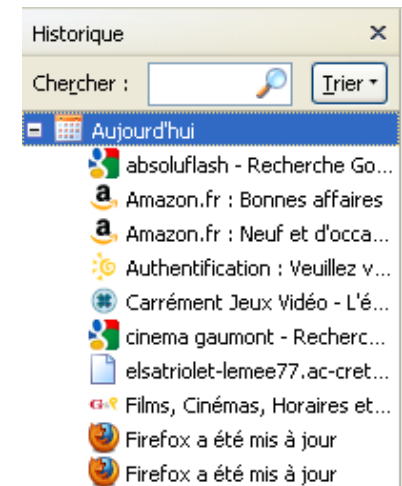 Historique
Chercher :
Trier
Aujourd'hui
absoluflash - Recherche Go...
Amazon.fr : Bonnes affaires
Amazon.fr : Neuf et d'occa...
Authentification : Veuillez v...
Carrément Jeux Vidéo - L'é...
cinema gaumont - Recherc...
elsatriolet-lemee77.ac-cret...
Films, Cinémas, Horaires et...
Firefox a été mis à jour
Firefox a été mis à jour